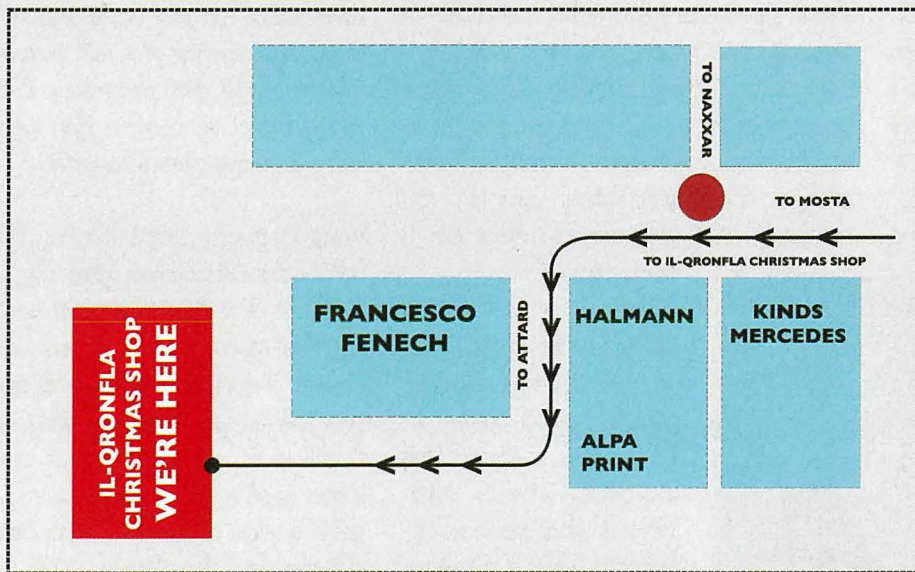 TO NAXXAR
TO MOSTA
TO IL-QRONFLA CHRISTMAS SHOP
FRANCESCO
FENECH
TO ATTARD
HALMANN
KINDS
MERCEDES
ALPA
PRINT
IL-QRONFLA
CHRISTMAS SHOP
WE'RE HERE